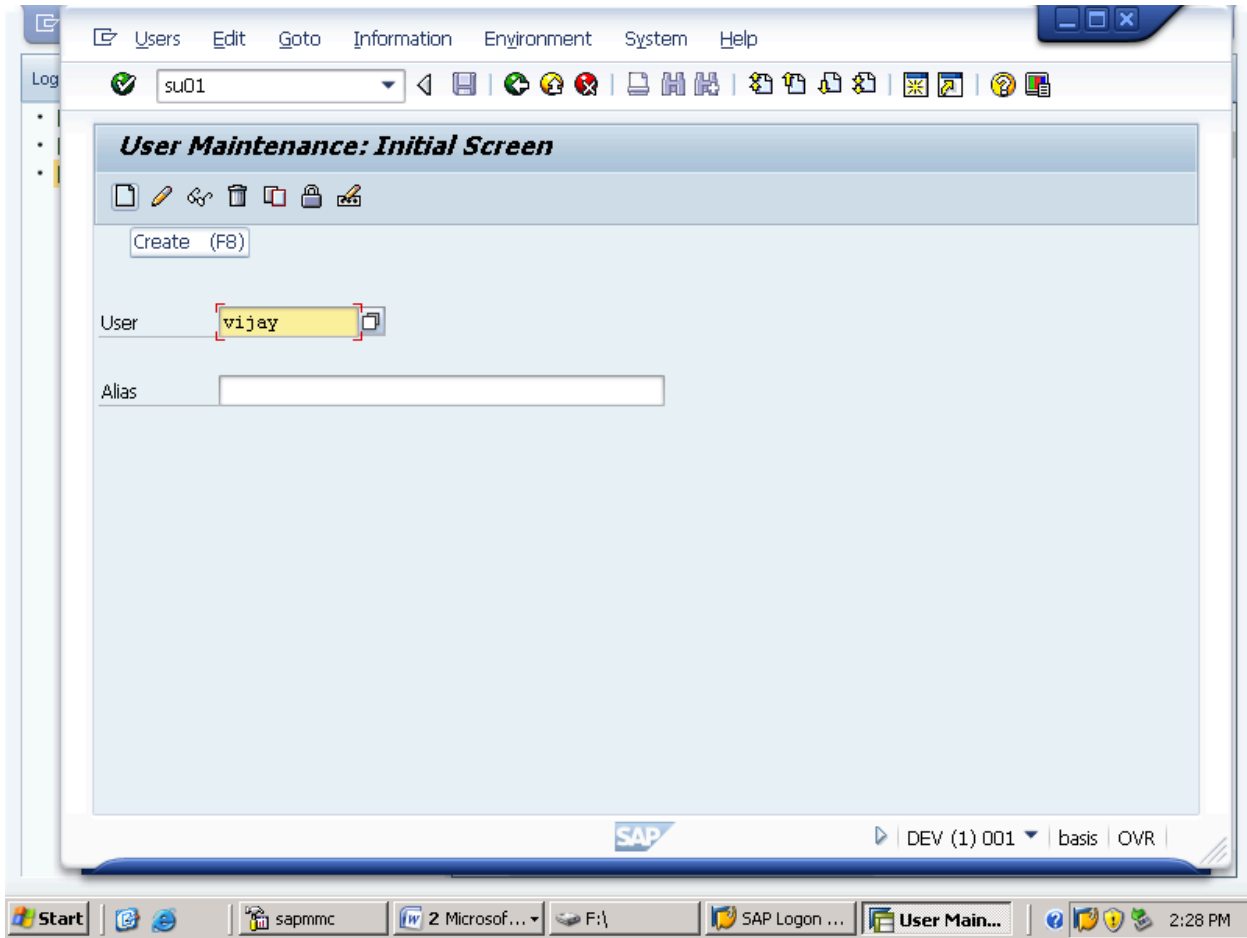 Users Edit Goto Information Environment System Help
Log
su01
User Maintenance: Initial Screen
Create (F8)
User vijay
Alias
SAP DEV (1) 001 basis OVR
Start sapmmc 2 Microsof... F:\ SAP Logon ... User Main... 2:28 PM